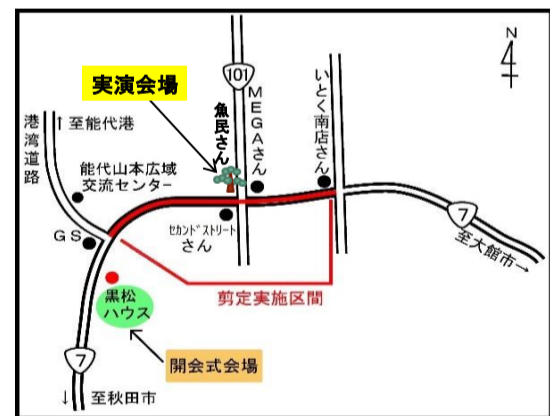 N
101
実演会場
港湾道路
↑至能代港
魚民さん
MEGAさん
いとく南店さん
能代山本広域
交流センター
GS
セカンドストリート
さん
7
至大館市→
剪定実施区間
黒松
ハウス
開会式会場
7
↓至秋田市